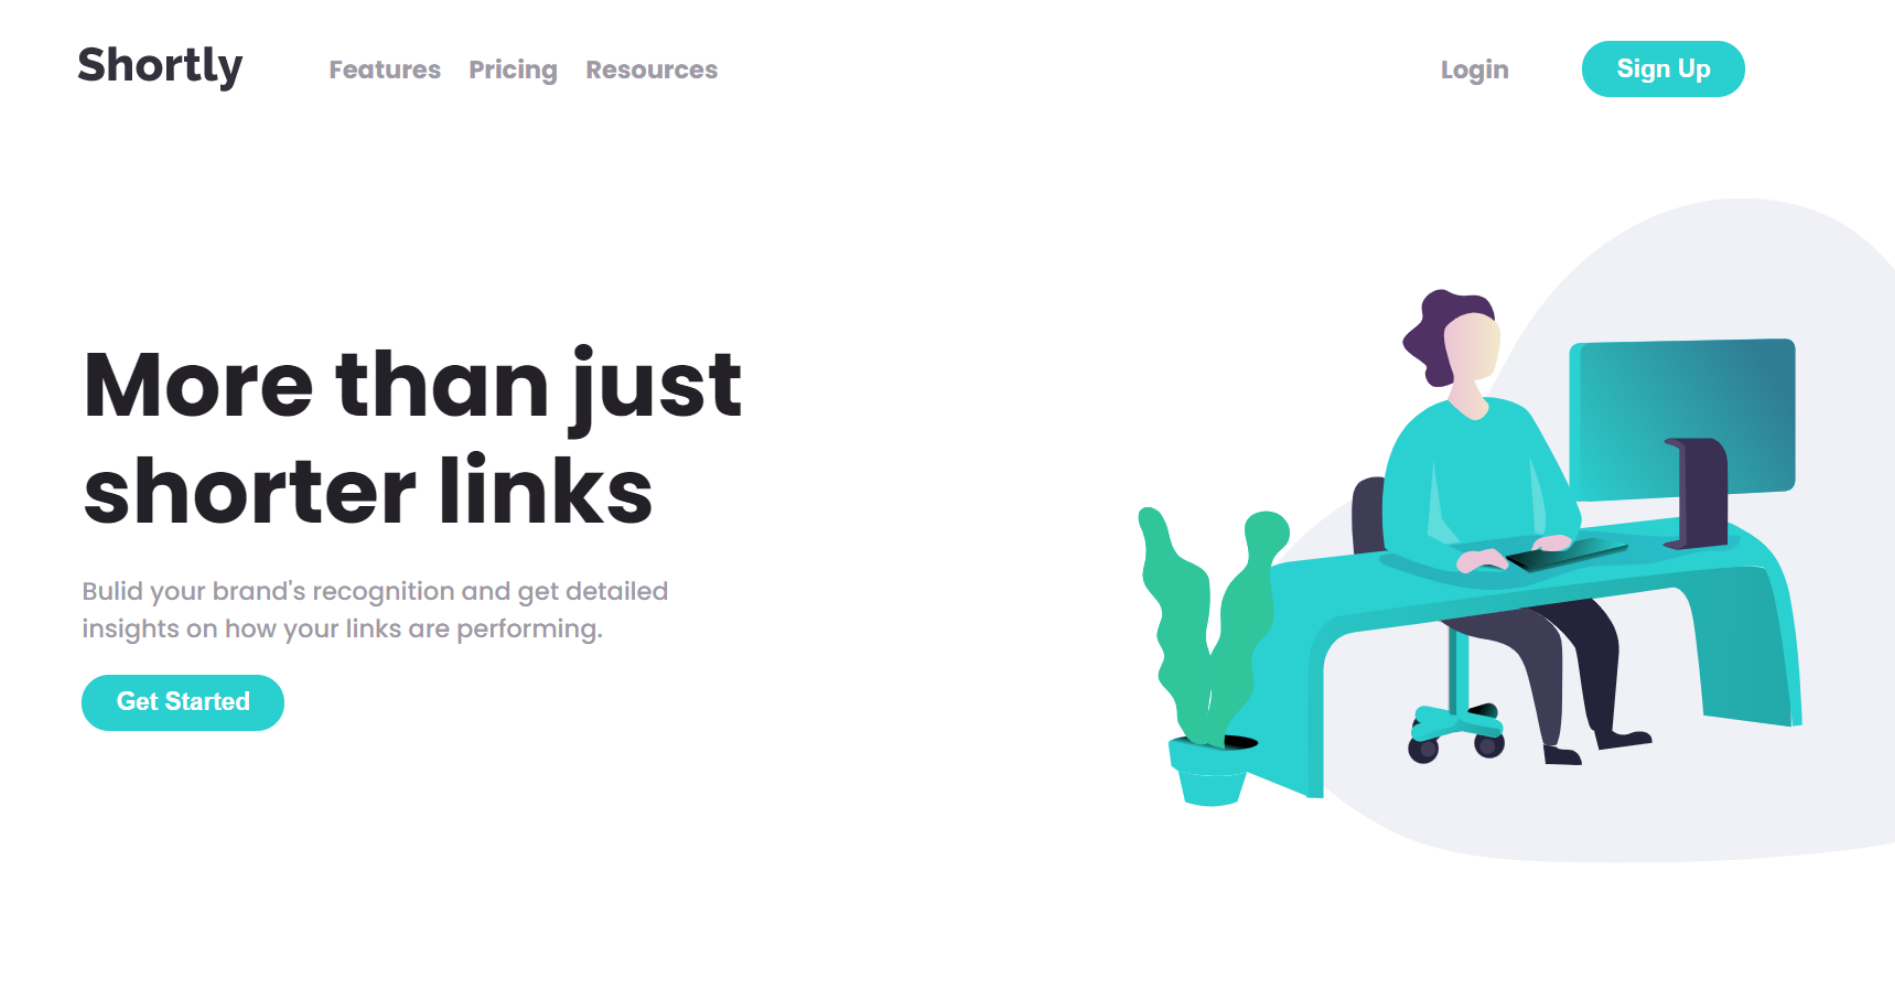 Shortly
Features Pricing Resources
Login
Sign Up
More than just
shorter links
Bulid your brand's recognition and get detailed
insights on how your links are performing.
Get Started